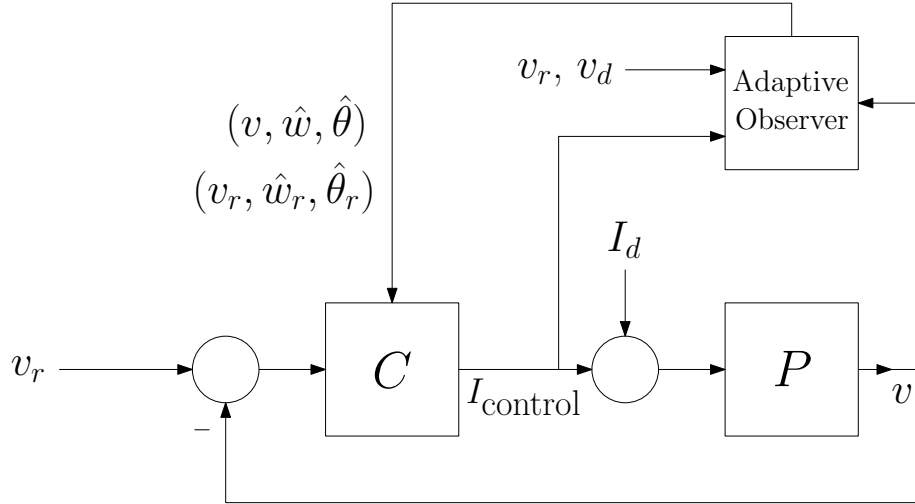 v_r, v_d
Adaptive
Observer
(v, ŵ, θ̂)
(v_r, ŵ_r, θ̂_r)
I_d
v_r
C
I_control
P
v
−